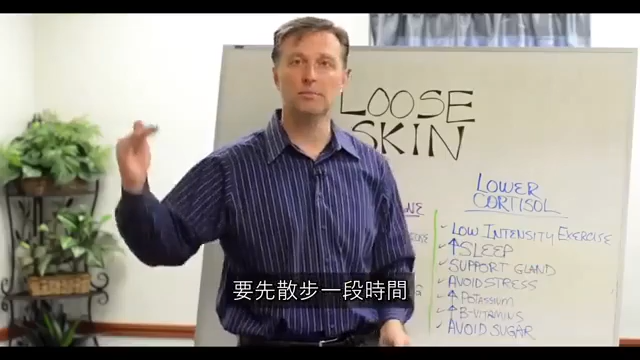 LOOSE
SKIN
LOWER
CORTISOL
✓ LOW INTENSITY EXERCISE
✓ ↑ SLEEP
✓ SUPPORT GLAND
✓ AVOID STRESS
✓ ↑ POTASSIUM
✓ ↑ B-VITAMINS
✓ AVOID SUGAR
要先散步一段時間